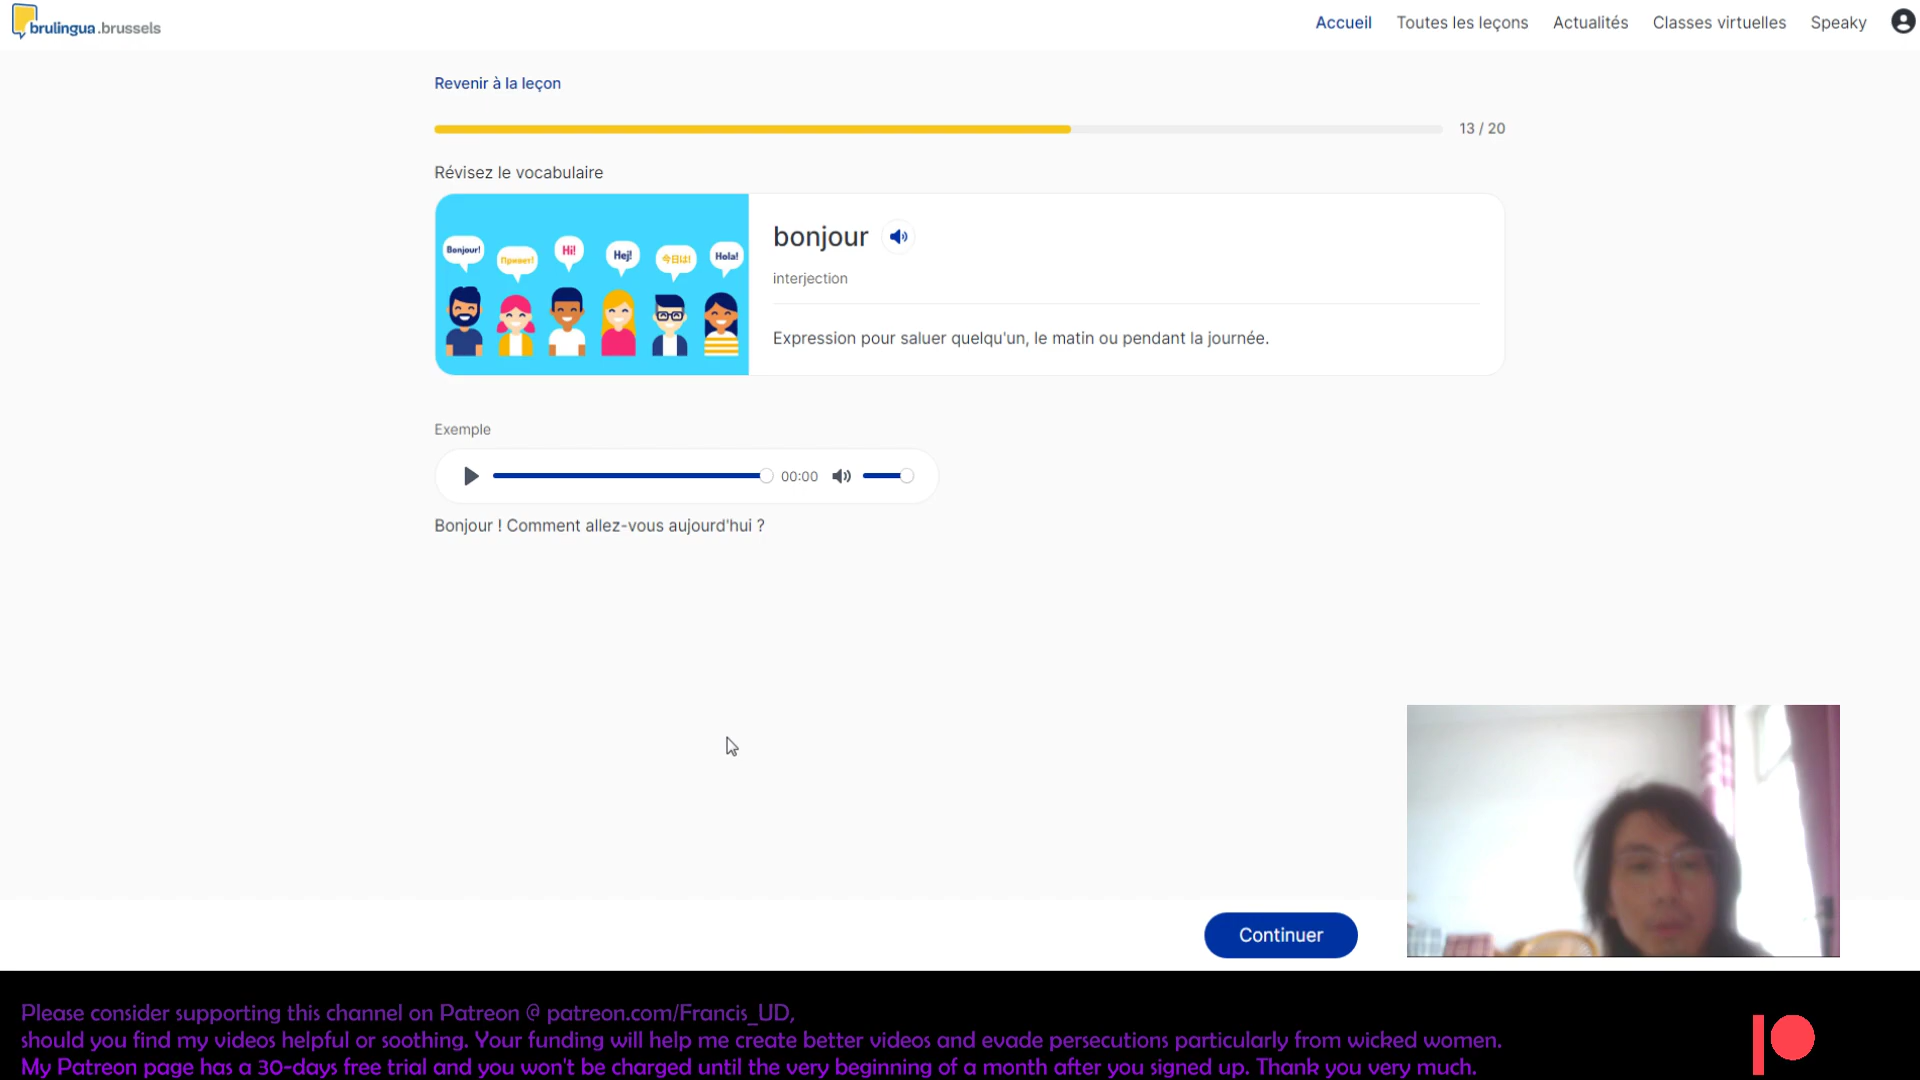 brulingua.brussels
Accueil Toutes les leçons Actualités Classes virtuelles Speaky
Revenir à la leçon
13 / 20
Révisez le vocabulaire
Bonjour! Привет! Hi! Hej! 今日は! Hola!
bonjour
interjection
Expression pour saluer quelqu'un, le matin ou pendant la journée.
Exemple
00:00
Bonjour ! Comment allez-vous aujourd'hui ?
Continuer
Please consider supporting this channel on Patreon @ patreon.com/Francis_UD,
should you find my videos helpful or soothing. Your funding will help me create better videos and evade persecutions particularly from wicked women.
My Patreon page has a 30-days free trial and you won't be charged until the very beginning of a month after you signed up. Thank you very much.